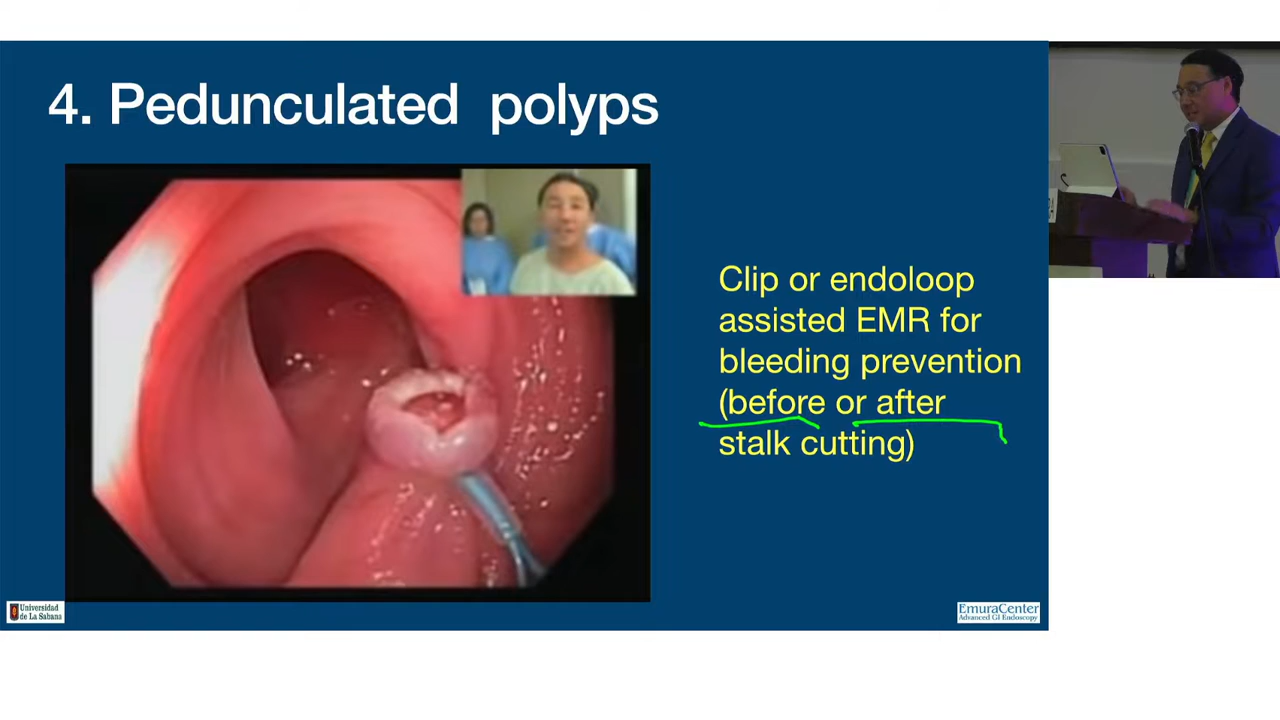 4. Pedunculated polyps
Clip or endoloop
assisted EMR for
bleeding prevention
(before or after
stalk cutting)
Universidad
de La Sabana
EmuraCenter
Advanced GI Endoscopy